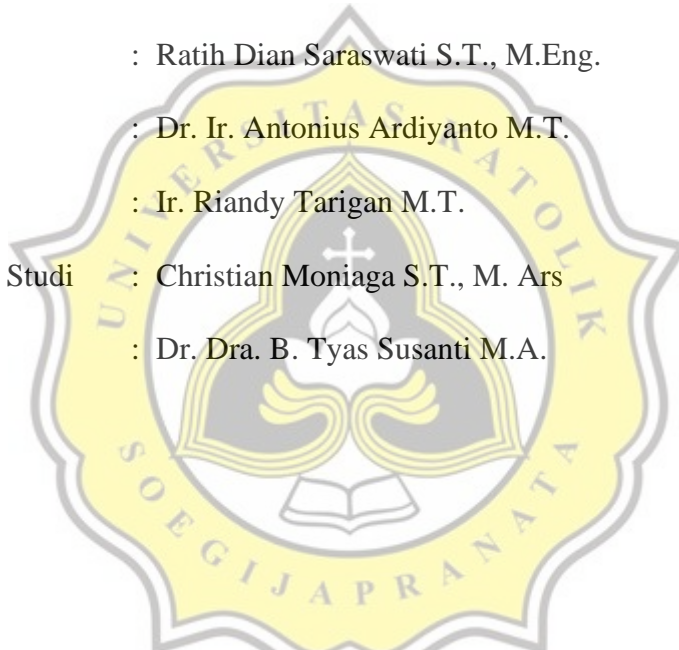 : Ratih Dian Saraswati S.T., M.Eng.
: Dr. Ir. Antonius Ardiyanto M.T.
: Ir. Riandy Tarigan M.T.
Studi : Christian Moniaga S.T., M. Ars
: Dr. Dra. B. Tyas Susanti M.A.
UNIVERSITAS KATOLIK
SOEGIJAPRANATA